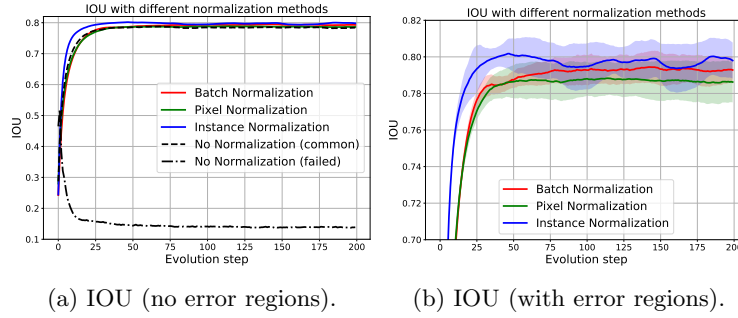 IOU with different normalization methods
0.8
0.7
0.6
0.5
0.4
0.3
0.2
0.1
IOU
Batch Normalization
Pixel Normalization
Instance Normalization
No Normalization (common)
No Normalization (failed)
0 25 50 75 100 125 150 175 200
Evolution step
(a) IOU (no error regions).
IOU with different normalization methods
0.82
0.80
0.78
0.76
0.74
0.72
0.70
IOU
Batch Normalization
Pixel Normalization
Instance Normalization
0 25 50 75 100 125 150 175 200
Evolution step
(b) IOU (with error regions).